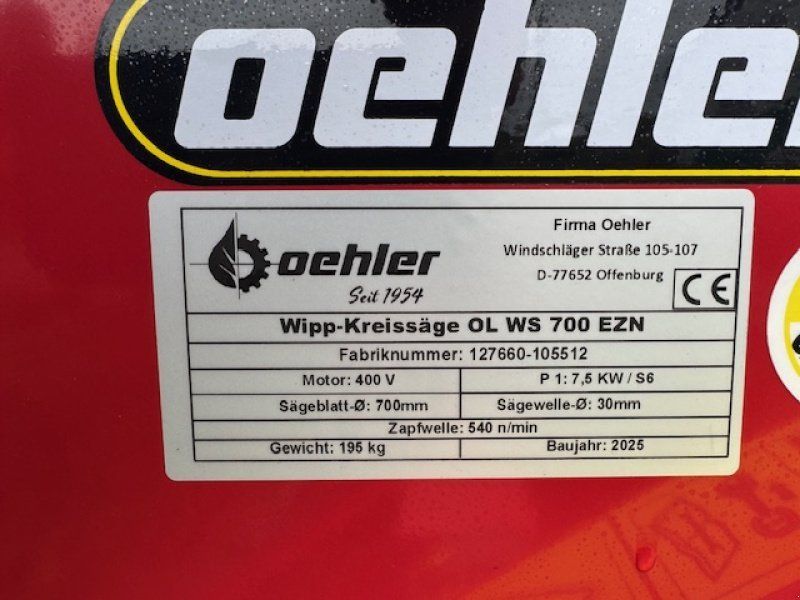 oehler
oehler
Seit 1954
Firma Oehler
Windschläger Straße 105-107
D-77652 Offenburg
CE
Wipp-Kreissäge OL WS 700 EZN
Fabriknummer: 127660-105512
Motor: 400 V
P 1: 7,5 KW / S6
Sägeblatt-Ø: 700mm
Sägewelle-Ø: 30mm
Zapfwelle: 540 n/min
Gewicht: 195 kg
Baujahr: 2025